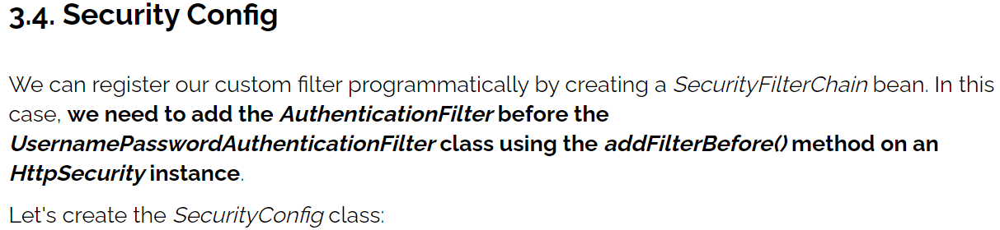 3.4. Security Config
We can register our custom filter programmatically by creating a SecurityFilterChain bean. In this
case, we need to add the AuthenticationFilter before the
UsernamePasswordAuthenticationFilter class using the addFilterBefore() method on an
HttpSecurity instance.
Let's create the SecurityConfig class: